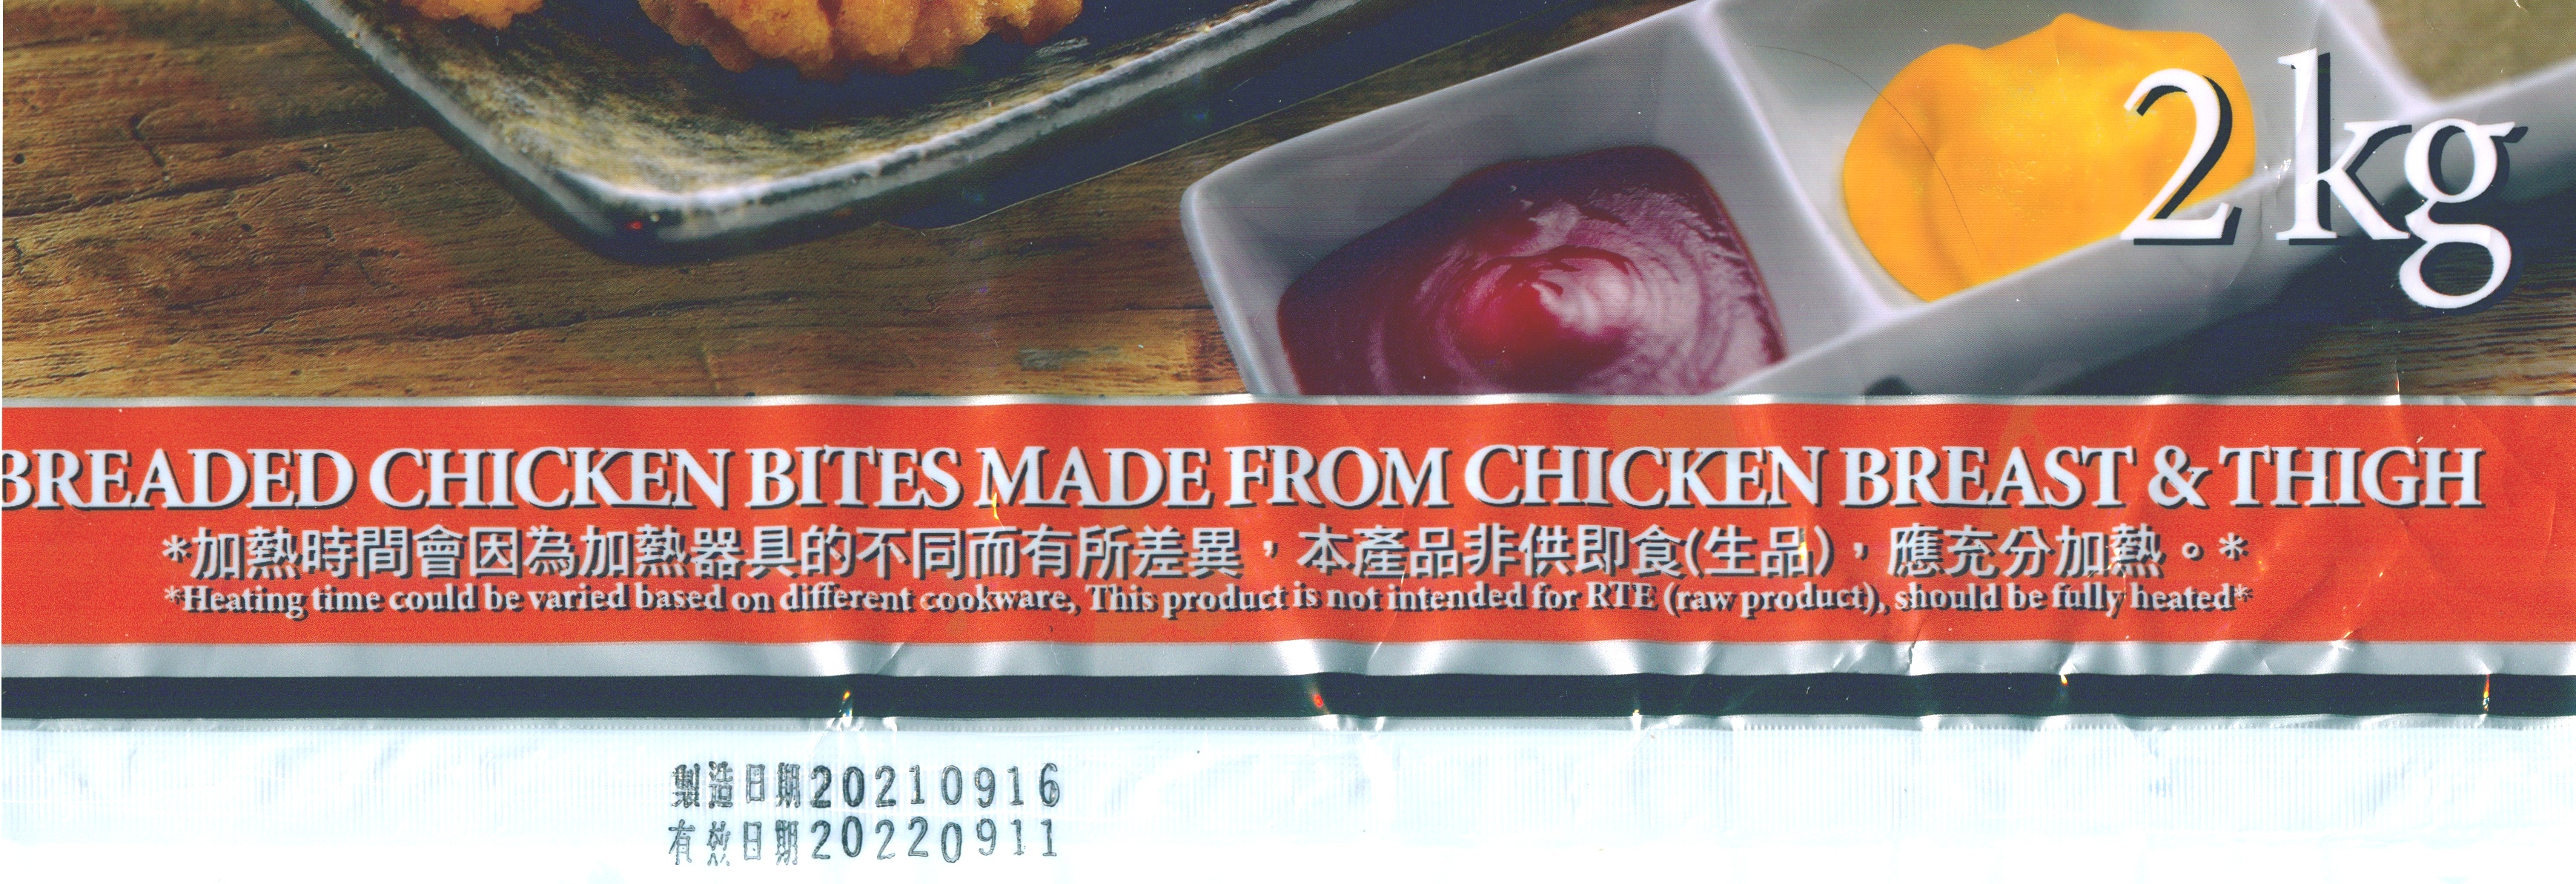 2kg
BREADED CHICKEN BITES MADE FROM CHICKEN BREAST & THIGH
*加熱時間會因為加熱器具的不同而有所差異，本產品非供即食(生品)，應充分加熱。*
*Heating time could be varied based on different cookware, This product is not intended for RTE (raw product), should be fully heated*
製造日期20210916
有效日期20220911